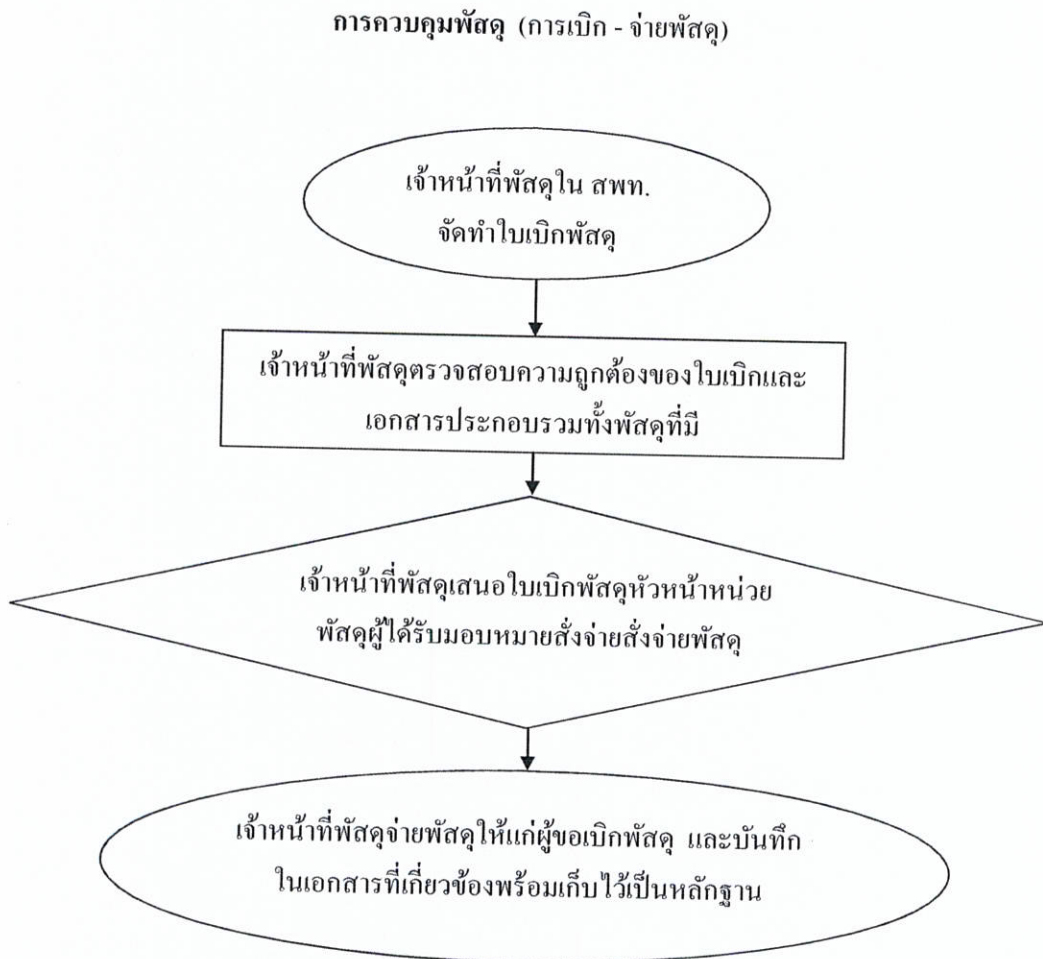 การควบคุมพัสดุ (การเบิก - จ่ายพัสดุ)
เจ้าหน้าที่พัสดุใน สพท.
จัดทำใบเบิกพัสดุ
เจ้าหน้าที่พัสดุตรวจสอบความถูกต้องของใบเบิกและ
เอกสารประกอบรวมทั้งพัสดุที่มี
เจ้าหน้าที่พัสดุเสนอใบเบิกพัสดุหัวหน้าหน่วย
พัสดุผู้ได้รับมอบหมายสั่งจ่ายสั่งจ่ายพัสดุ
เจ้าหน้าที่พัสดุจ่ายพัสดุให้แก่ผู้ขอเบิกพัสดุ และบันทึก
ในเอกสารที่เกี่ยวข้องพร้อมเก็บไว้เป็นหลักฐาน